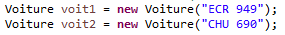 Voiture voit1 = new Voiture("ECR 949");
Voiture voit2 = new Voiture("CHU 690");